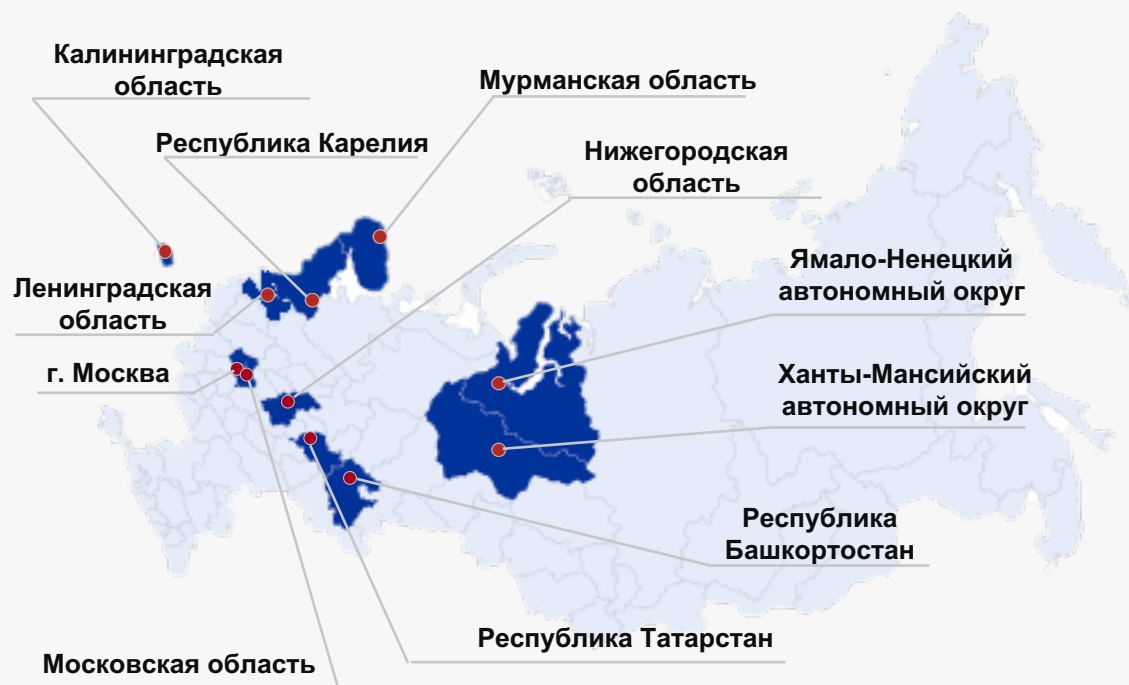 Калининградская
область
Мурманская область
Республика Карелия
Нижегородская
область
Ямало-Ненецкий
автономный округ
Ленинградская
область
г. Москва
Ханты-Мансийский
автономный округ
Республика
Башкортостан
Республика Татарстан
Московская область